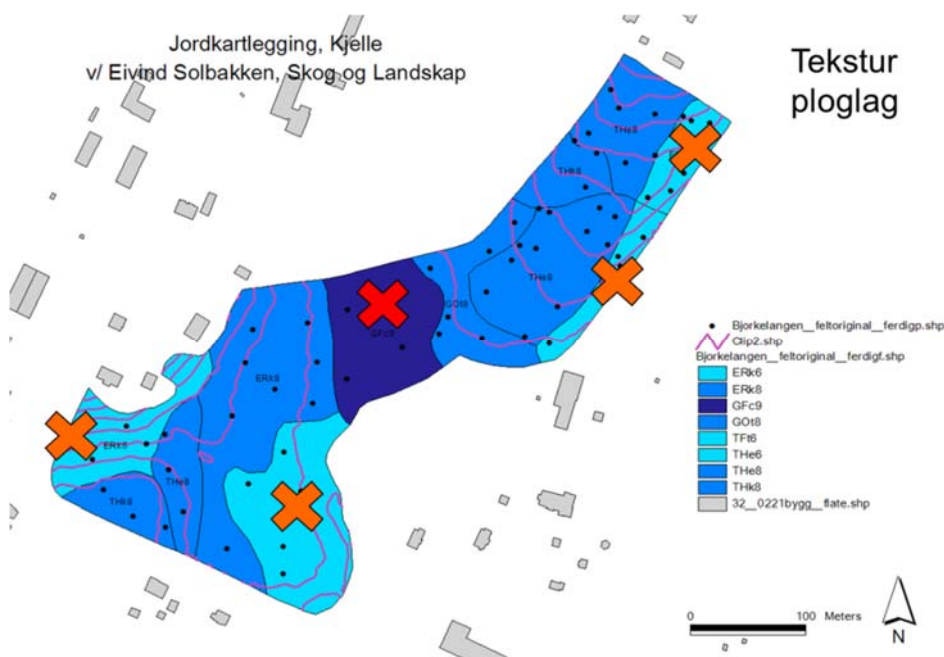 Jordkartlegging, Kjelle
v/ Eivind Solbakken, Skog og Landskap
Tekstur
ploglag
THe8
THk8
THk8
GOt8
GFc9
ERk8
ERk6
THe8
THk8
Bjorkelangen__feltoriginal__ferdigp.shp
Clip2.shp
Bjorkelangen__feltoriginal__ferdigf.shp
ERk6
ERk8
GFc9
GOt8
TFt6
THe6
THe8
THk8
32__0221bygg__flate.shp
0 100 Meters
N